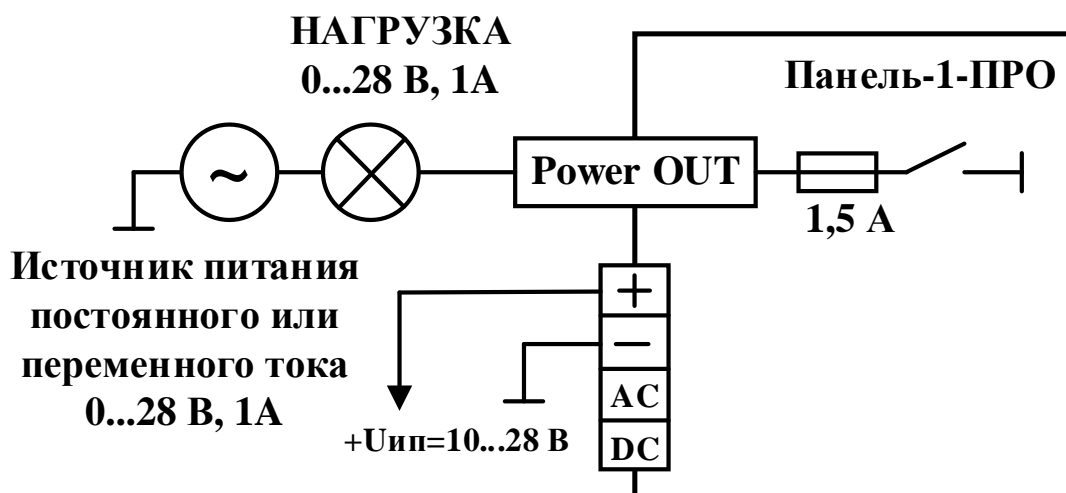 НАГРУЗКА
0...28 В, 1А
Панель-1-ПРО
~
Power OUT
1,5 А
Источник питания
постоянного или
переменного тока
0...28 В, 1А
+
−
AC
DC
+Uип=10...28 В